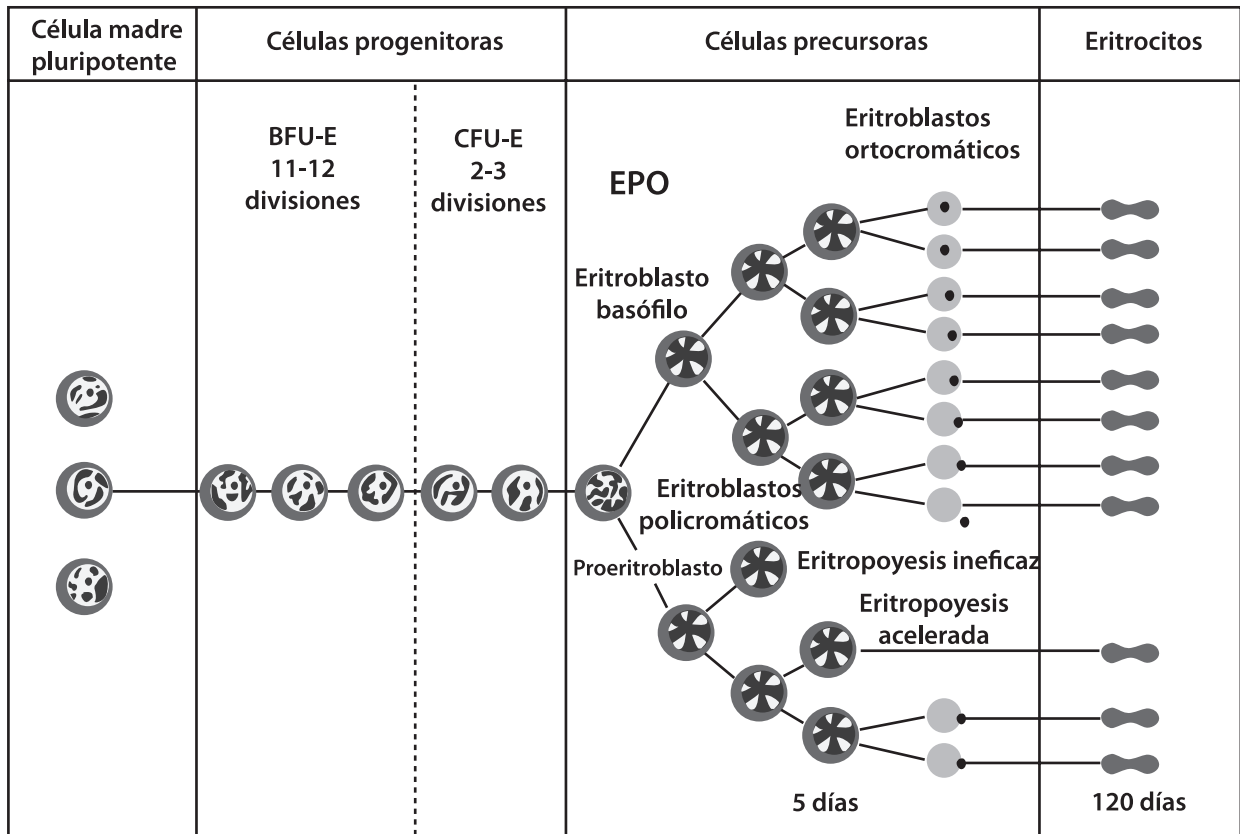 Célula madre
pluripotente
Células progenitoras
Células precursoras
Eritrocitos
BFU-E
11-12
divisiones
CFU-E
2-3
divisiones
EPO
Eritroblastos
ortocromáticos
Eritroblasto
basófilo
Eritroblastos
policromáticos
Proeritroblasto
Eritropoyesis ineficaz
Eritropoyesis
acelerada
5 días
120 días